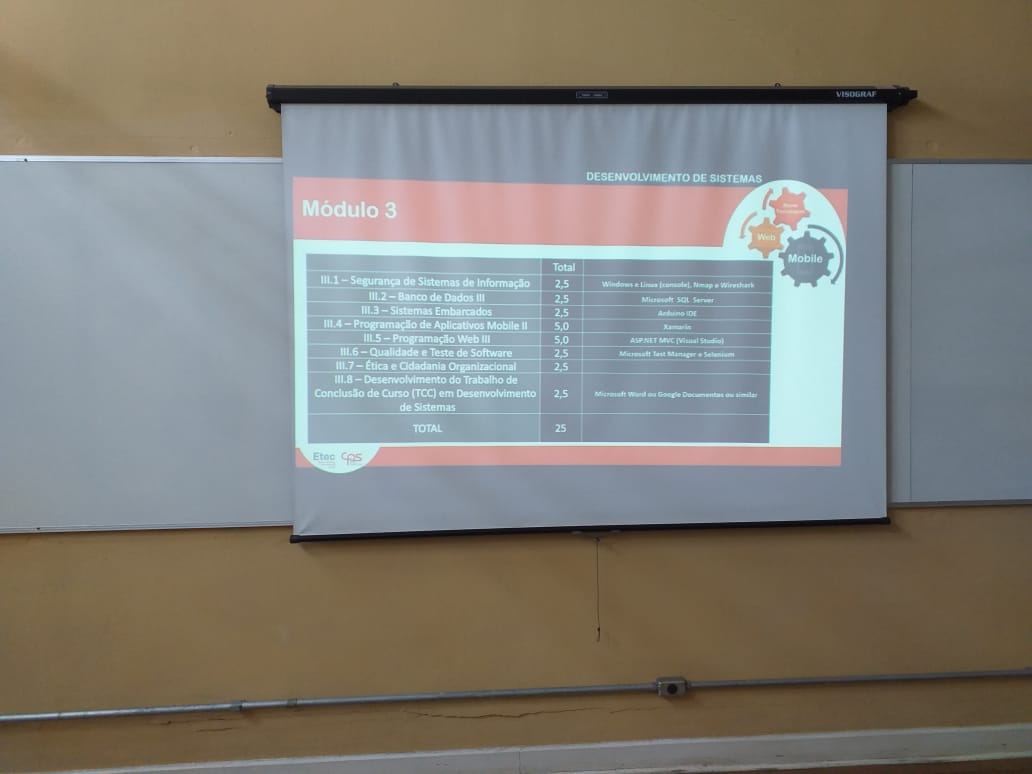 VISOGRAF
DESENVOLVIMENTO DE SISTEMAS
Módulo 3
Web
Mobile
Total
III.1 – Segurança de Sistemas de Informação 2,5 Windows e Linux (console), Nmap e Wireshark
III.2 – Banco de Dados III 2,5 Microsoft SQL Server
III.3 – Sistemas Embarcados 2,5 Arduino IDE
III.4 – Programação de Aplicativos Mobile II 5,0 Xamarin
III.5 – Programação Web III 5,0 ASP.NET MVC (Visual Studio)
III.6 – Qualidade e Teste de Software 2,5 Microsoft Test Manager e Selenium
III.7 – Ética e Cidadania Organizacional 2,5
III.8 – Desenvolvimento do Trabalho de
Conclusão de Curso (TCC) em Desenvolvimento 2,5 Microsoft Word ou Google Documentos ou similar
de Sistemas
TOTAL 25
Etec cps